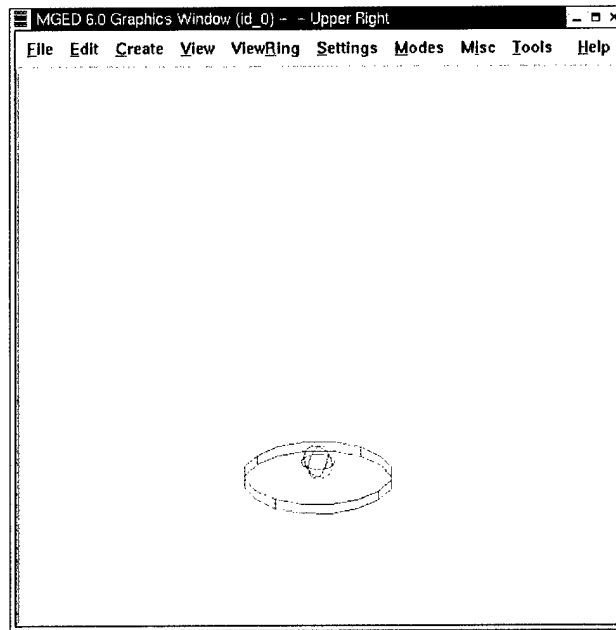 MGED 6.0 Graphics Window (id_0) - - Upper Right
File Edit Create View ViewRing Settings Modes Misc Tools Help